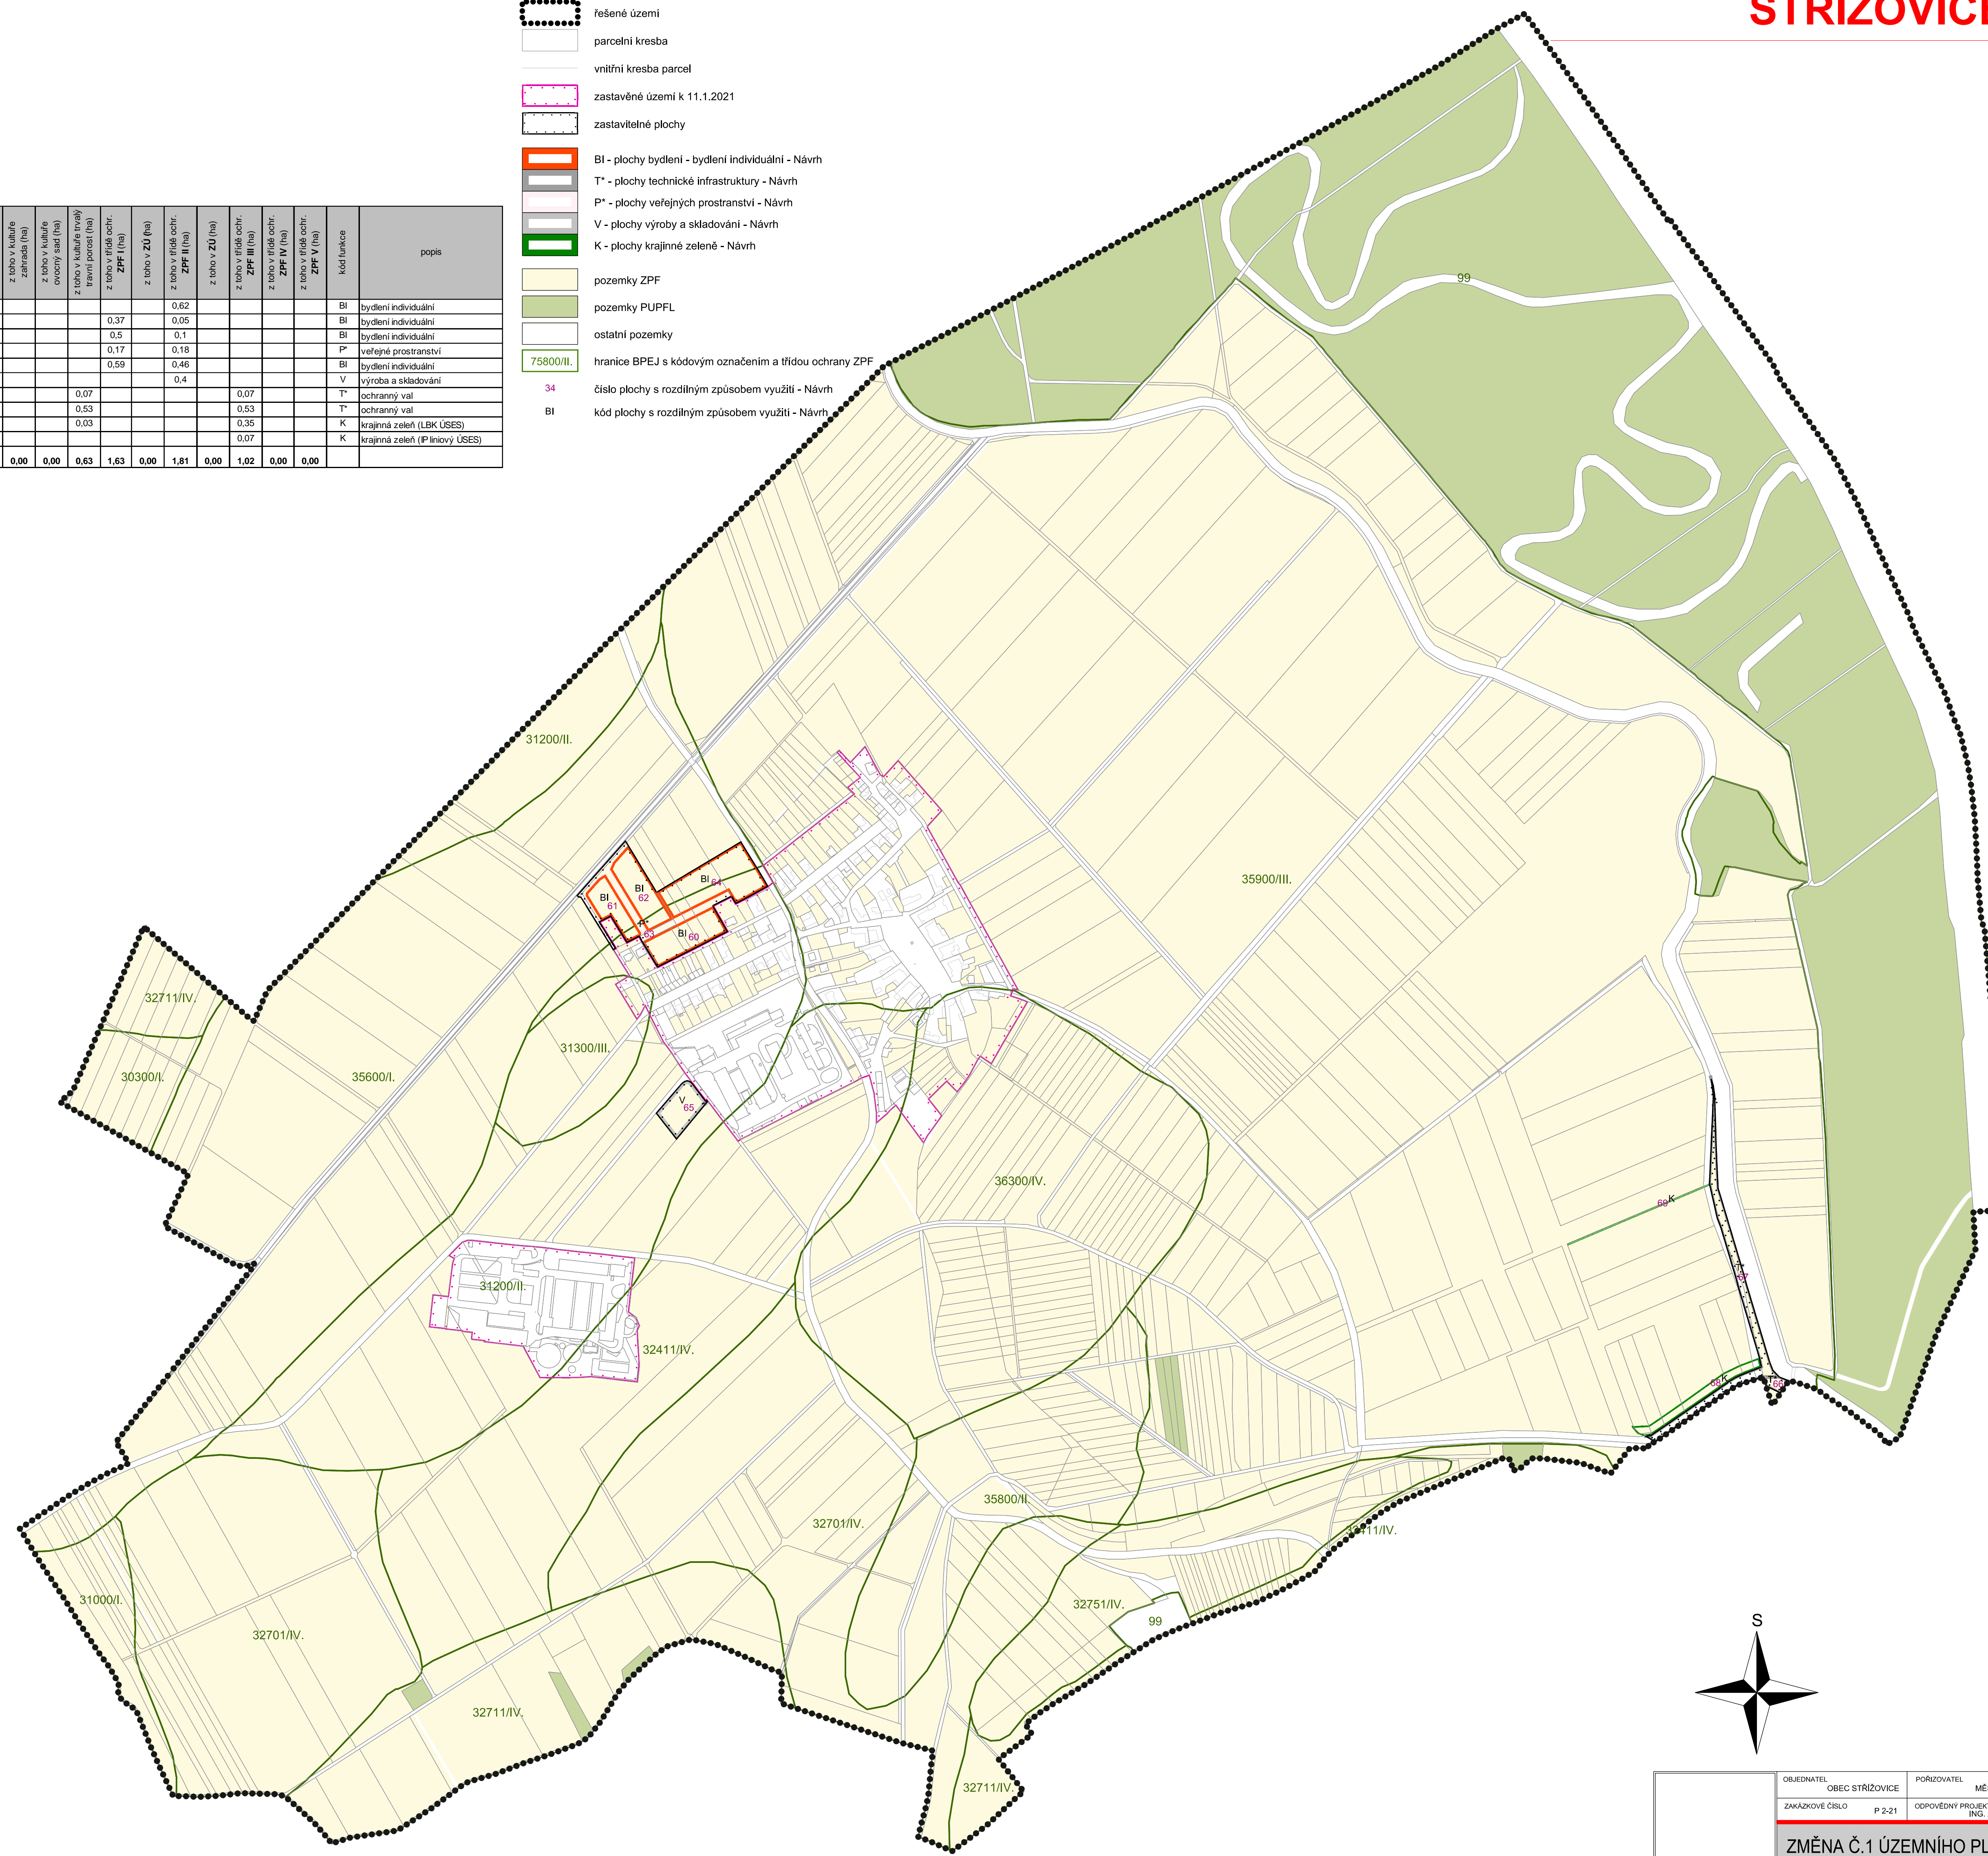 STŘÍŽOVICE
řešené území
parcelní kresba
vnitřní kresba parcel
zastavěné území k 11.1.2021
zastavitelné plochy
BI - plochy bydlení - bydlení individuální - Návrh
T* - plochy technické infrastruktury - Návrh
P* - plochy veřejných prostranství - Návrh
V - plochy výroby a skladování - Návrh
K - plochy krajinné zeleně - Návrh
pozemky ZPF
pozemky PUPFL
ostatní pozemky
75800/II. hranice BPEJ s kódovým označením a třídou ochrany ZPF
34 číslo plochy s rozdílným způsobem využití - Návrh
BI kód plochy s rozdílným způsobem využití - Návrh
z toho v kultuře zahrada (ha)
z toho v kultuře ovocný sad (ha)
z toho v kultuře trvalý travní porost (ha)
z toho v třídě ochr. ZPF I (ha)
z toho v ZÚ (ha)
z toho v třídě ochr. ZPF II (ha)
z toho v ZÚ (ha)
z toho v třídě ochr. ZPF III (ha)
z toho v třídě ochr. ZPF IV (ha)
z toho v třídě ochr. ZPF V (ha)
kód funkce
popis
0,62 BI bydlení individuální
0,37 0,05 BI bydlení individuální
0,5 0,1 BI bydlení individuální
0,17 0,18 P* veřejné prostranství
0,59 0,46 BI bydlení individuální
0,4 V výroba a skladování
0,07 0,07 T* ochranný val
0,53 0,53 T* ochranný val
0,03 0,35 K krajinná zeleň (LBK ÚSES)
0,07 K krajinná zeleň (IP liniový ÚSES)
0,00 0,00 0,63 1,63 0,00 1,81 0,00 1,02 0,00 0,00
99
31200/II.
35900/III.
BI 64
BI 62
BI 61
P* 63
BI 60
32711/IV.
30300/I.
35600/I.
31300/III.
V 65
36300/IV.
69 K
T* 67
31200/II.
32411/IV.
68 K
T* 66
35800/II.
32701/IV.
32411/IV.
31000/I.
32701/IV.
32751/IV.
99
32711/IV.
32711/IV.
S
OBJEDNATEL
OBEC STŘÍŽOVICE
POŘIZOVATEL
ZAKÁZKOVÉ ČÍSLO P 2-21
ING.
ZMĚNA Č.1 ÚZEMNÍHO